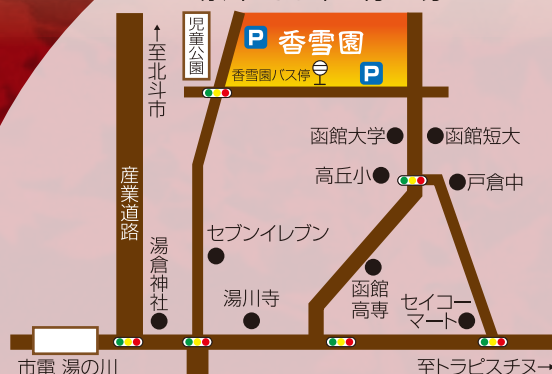 児童公園
P
香雪園
↑至北斗市
香雪園バス停
P
函館大学
函館短大
高丘小
戸倉中
産業道路
セブンイレブン
湯倉神社
湯川寺
函館
高専
セイコー
マート
市電 湯の川
至トラピスチヌ→